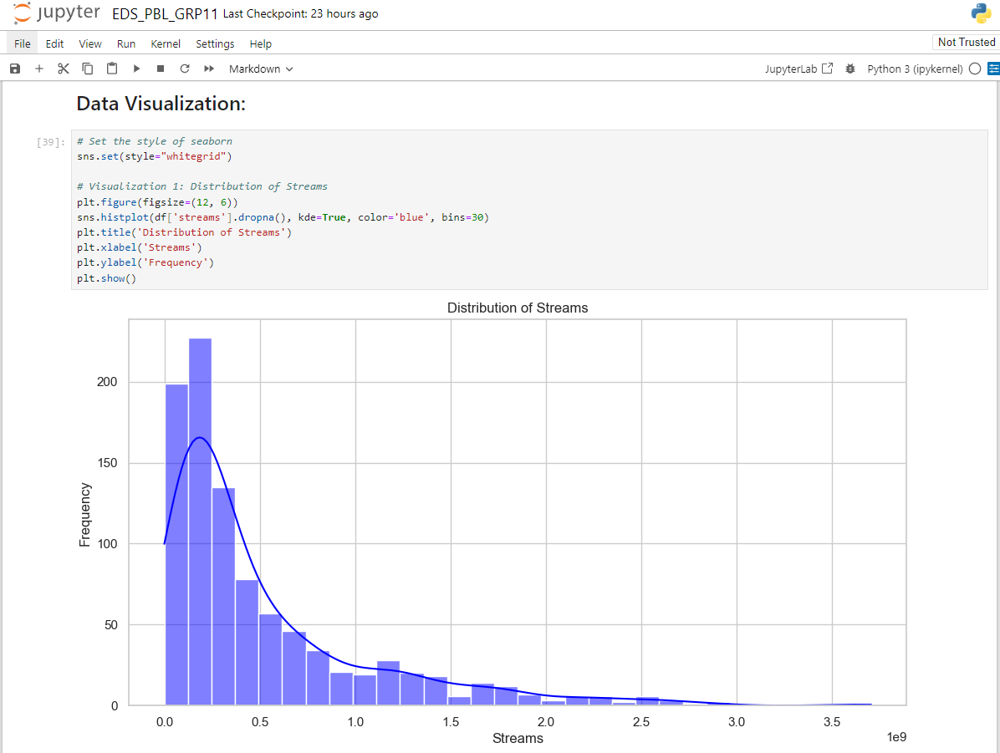 jupyter EDS_PBL_GRP11 Last Checkpoint: 23 hours ago
File Edit View Run Kernel Settings Help
Not Trusted
Markdown
JupyterLab
Python 3 (ipykernel)
Data Visualization:
[39]:
# Set the style of seaborn
sns.set(style="whitegrid")
# Visualization 1: Distribution of Streams
plt.figure(figsize=(12, 6))
sns.histplot(df['streams'].dropna(), kde=True, color='blue', bins=30)
plt.title('Distribution of Streams')
plt.xlabel('Streams')
plt.ylabel('Frequency')
plt.show()
Distribution of Streams
Frequency
200
150
100
50
0
0.0 0.5 1.0 1.5 2.0 2.5 3.0 3.5
1e9
Streams